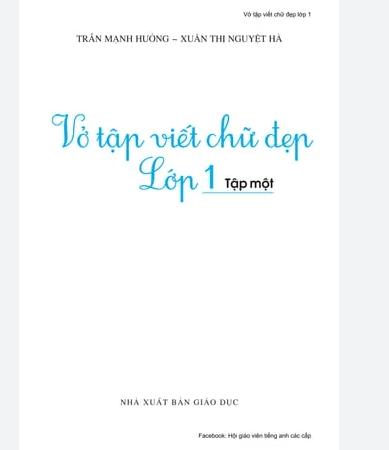 Vở tập viết chữ đẹp lớp 1
TRẦN MẠNH HƯỞNG – XUÂN THỊ NGUYỆT HÀ
Vở tập viết chữ đẹp
Lớp 1 Tập một
NHÀ XUẤT BẢN GIÁO DỤC
Facebook: Hội giáo viên tiếng anh các cấp